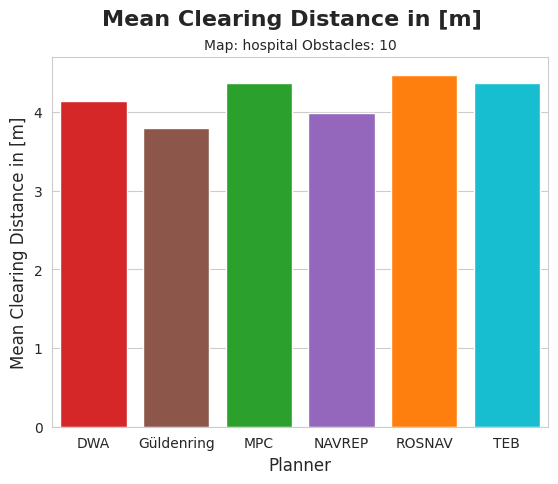 Mean Clearing Distance in [m]
Map: hospital Obstacles: 10
Mean Clearing Distance in [m]
4
3
2
1
0
DWA Güldenring MPC NAVREP ROSNAV TEB
Planner